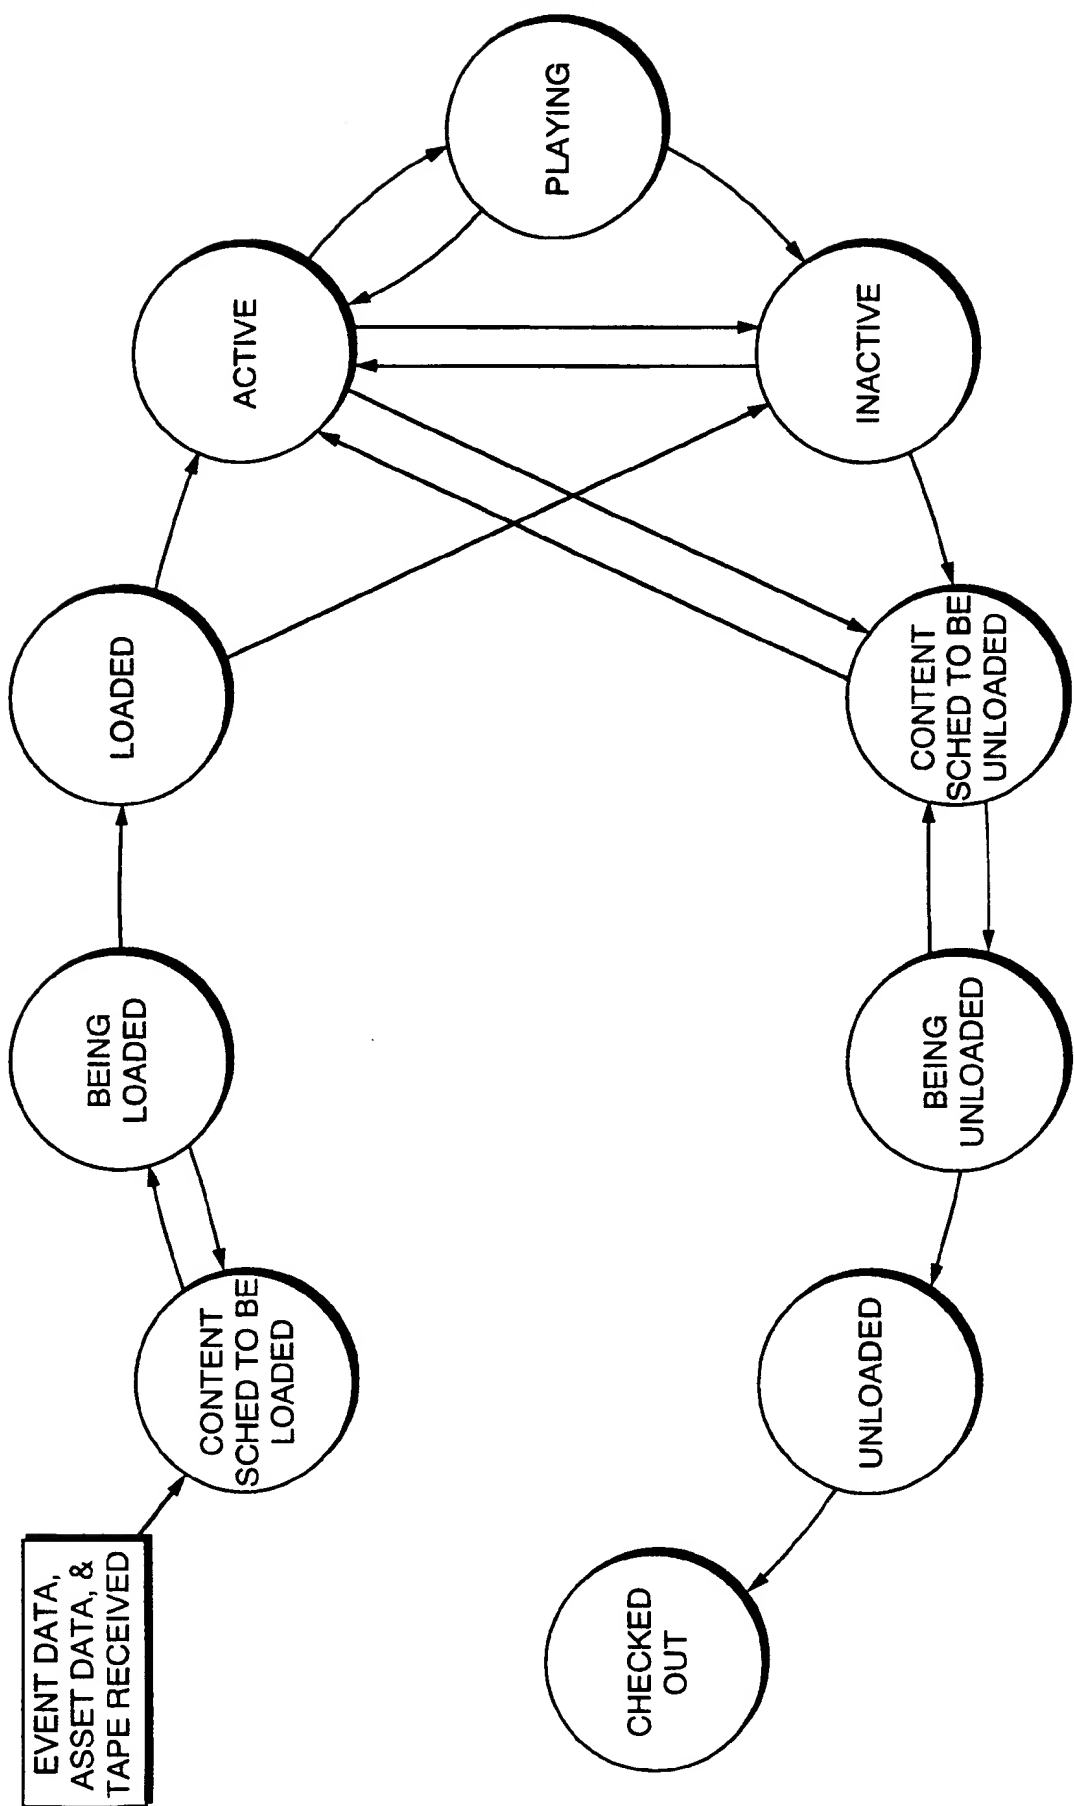 EVENT DATA,
ASSET DATA, &
TAPE RECEIVED
CONTENT
SCHED TO BE
LOADED
BEING
LOADED
LOADED
ACTIVE
PLAYING
INACTIVE
CONTENT
SCHED TO BE
UNLOADED
BEING
UNLOADED
UNLOADED
CHECKED
OUT